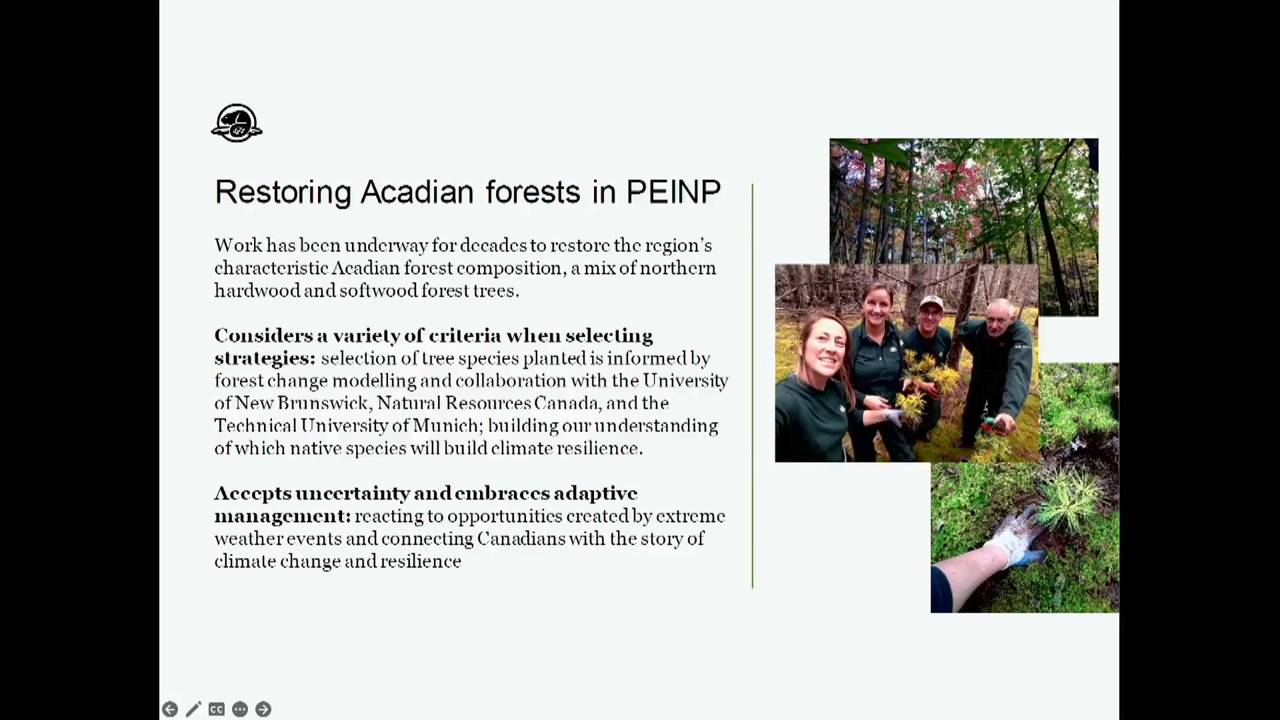 Restoring Acadian forests in PEINP
Work has been underway for decades to restore the region's
characteristic Acadian forest composition, a mix of northern
hardwood and softwood forest trees.
Considers a variety of criteria when selecting
strategies: selection of tree species planted is informed by
forest change modelling and collaboration with the University
of New Brunswick, Natural Resources Canada, and the
Technical University of Munich; building our understanding
of which native species will build climate resilience.
Accepts uncertainty and embraces adaptive
management: reacting to opportunities created by extreme
weather events and connecting Canadians with the story of
climate change and resilience
CC